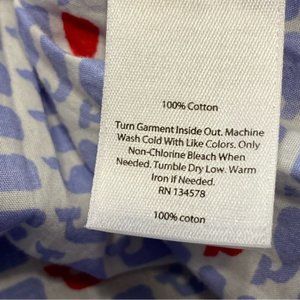 100% Cotton
Turn Garment Inside Out. Machine
Wash Cold With Like Colors. Only
Non-Chlorine Bleach When
Needed. Tumble Dry Low. Warm
Iron If Needed.
RN 134578
100% coton